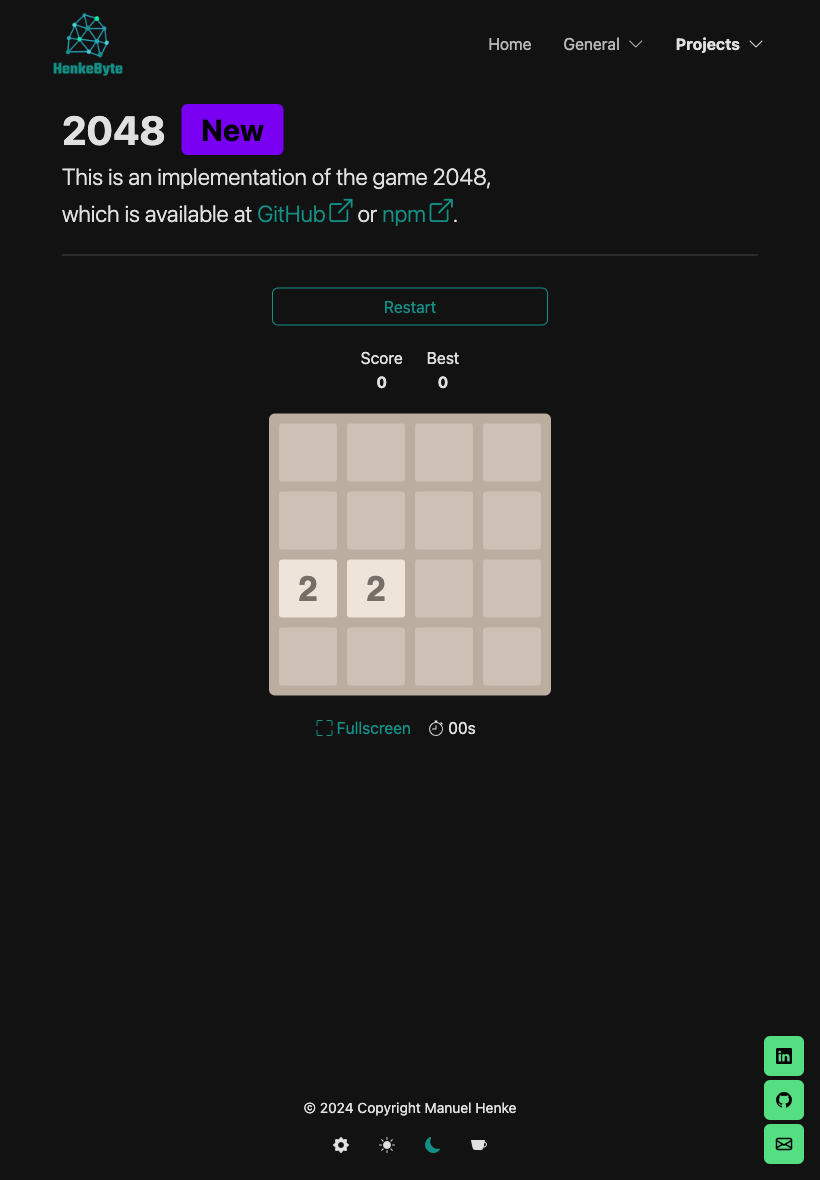 HenkeByte
Home General Projects
2048 New
This is an implementation of the game 2048,
which is available at GitHub or npm.
Restart
Score Best
0 0
2 2
Fullscreen 00s
© 2024 Copyright Manuel Henke